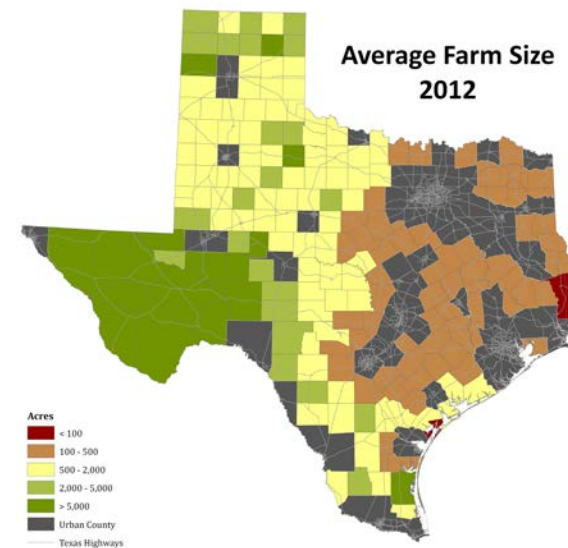 Average Farm Size
2012
Acres
< 100
100 - 500
500 - 2,000
2,000 - 5,000
> 5,000
Urban County
Texas Highways